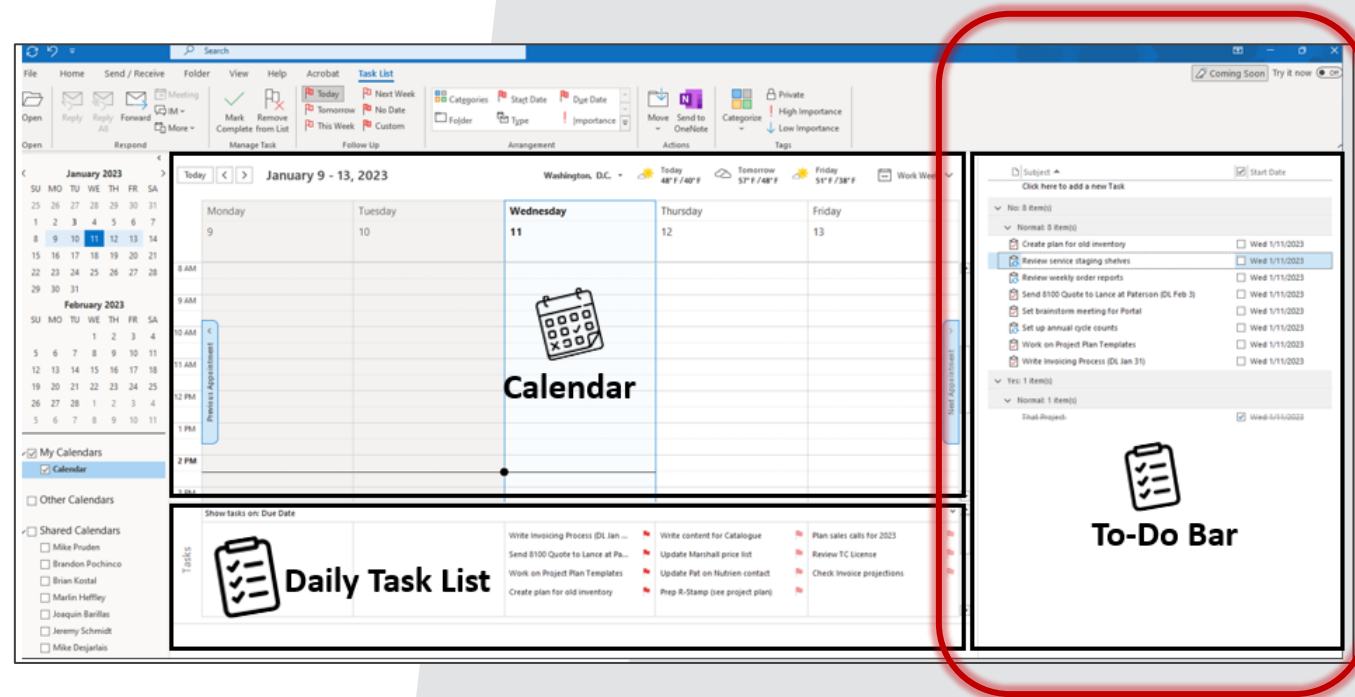 Search
File Home Send / Receive Folder View Help Acrobat Task List
Coming Soon Try it now Off
Open
Reply
Reply All
Forward
Meeting
IM
More
Mark Complete
Remove from List
Today
Tomorrow
This Week
Next Week
No Date
Custom
Categories Start Date Due Date
Folder Type Importance
Move
Send to OneNote
Categorize
Private
High Importance
Low Importance
Open Respond Manage Task Follow Up Arrangement Actions Tags
January 2023
SU MO TU WE TH FR SA
25 26 27 28 29 30 31
1 2 3 4 5 6 7
8 9 10 11 12 13 14
15 16 17 18 19 20 21
22 23 24 25 26 27 28
29 30 31
February 2023
SU MO TU WE TH FR SA
1 2 3 4
5 6 7 8 9 10 11
12 13 14 15 16 17 18
19 20 21 22 23 24 25
26 27 28 1 2 3 4
5 6 7 8 9 10 11
My Calendars
Calendar
Other Calendars
Shared Calendars
Mike Pruden
Brandon Pochinco
Brian Kostal
Marlin Heffley
Joaquin Barillas
Jeremy Schmidt
Mike Desjarlais
Today < > January 9 - 13, 2023
Washington, D.C.
Today
48° F / 40° F
Tomorrow
57° F / 48° F
Friday
51° F / 38° F
Work Week
Monday Tuesday Wednesday Thursday Friday
9 10 11 12 13
8 AM
9 AM
10 AM
11 AM
12 PM
1 PM
2 PM
3 PM
Previous Appointment
Next Appointment
Calendar
Show tasks on: Due Date
Tasks
Daily Task List
Write Invoicing Process (DL Jan ...
Send 8100 Quote to Lance at Pa...
Work on Project Plan Templates
Create plan for old inventory
Write content for Catalogue
Update Marshall price list
Update Pat on Nutrien contact
Prep R-Stamp (see project plan)
Plan sales calls for 2023
Review TC License
Check Invoice projections
Subject Start Date
Click here to add a new Task
No: 8 item(s)
Normal: 8 item(s)
Create plan for old inventory Wed 1/11/2023
Review service staging shelves Wed 1/11/2023
Review weekly order reports Wed 1/11/2023
Send 8100 Quote to Lance at Paterson (DL Feb 3) Wed 1/11/2023
Set brainstorm meeting for Portal Wed 1/11/2023
Set up annual cycle counts Wed 1/11/2023
Work on Project Plan Templates Wed 1/11/2023
Write Invoicing Process (DL Jan 31) Wed 1/11/2023
Yes: 1 item(s)
Normal: 1 item(s)
That Project Wed 1/11/2023
To-Do Bar